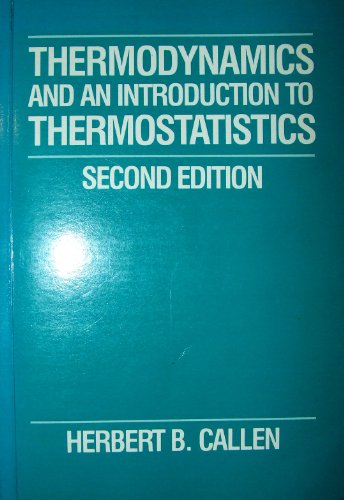 THERMODYNAMICS
AND AN INTRODUCTION TO
THERMOSTATISTICS
SECOND EDITION
HERBERT B. CALLEN